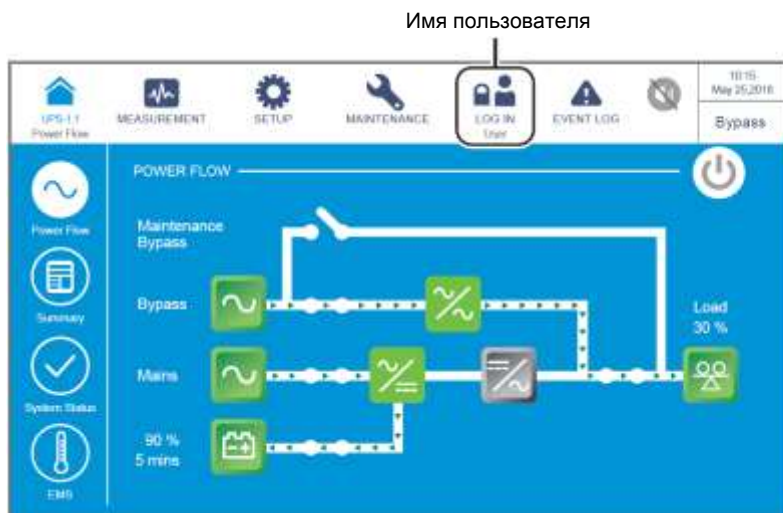 Имя пользователя
UPS-1.1
Power Flow
MEASUREMENT
SETUP
MAINTENANCE
LOG IN
User
EVENT LOG
10:15
May 25,2018
Bypass
POWER FLOW
Power Flow
Summary
System Status
EMS
Maintenance
Bypass
Bypass
Mains
90 %
5 mins
Load
30 %